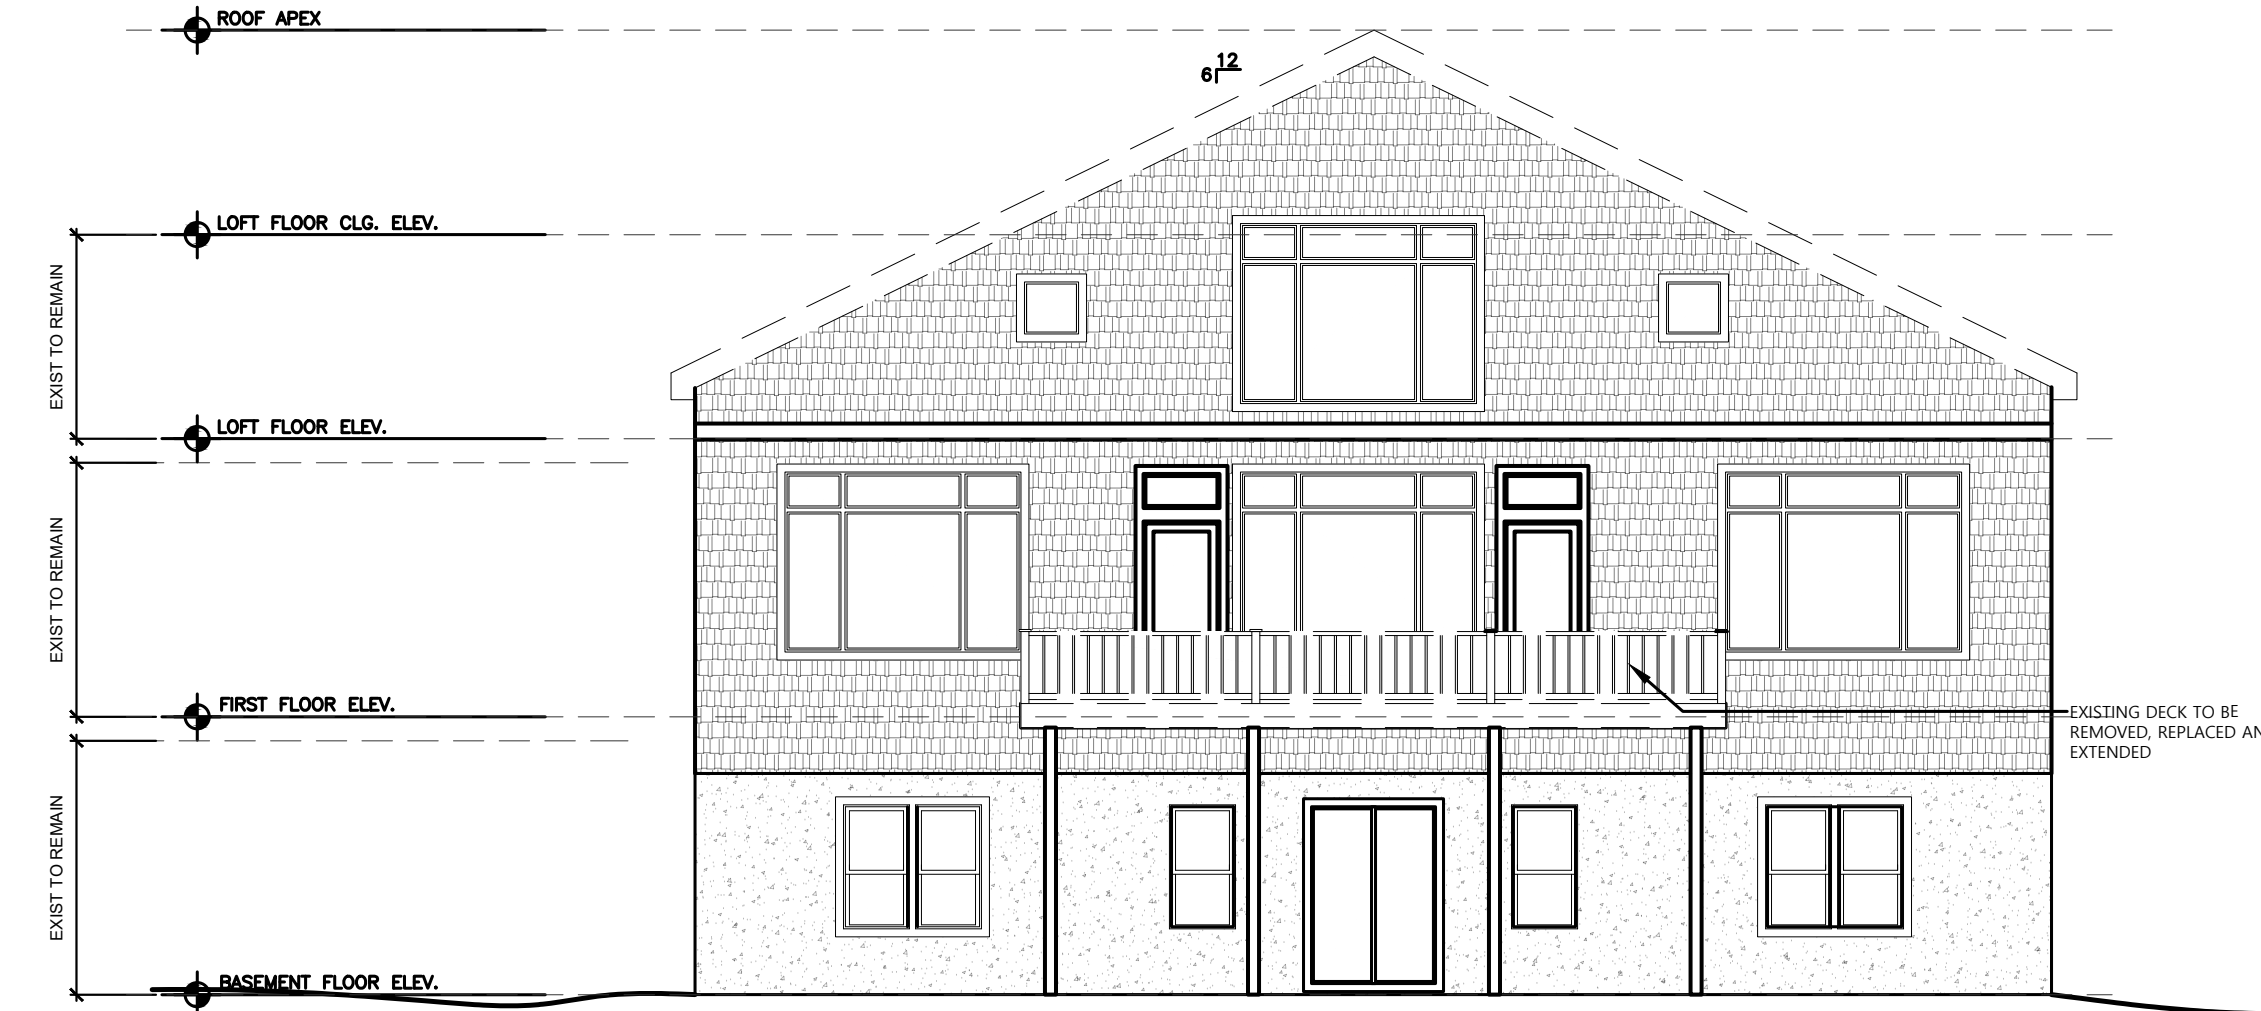 ROOF APEX
12
6
LOFT FLOOR CLG. ELEV.
EXIST TO REMAIN
LOFT FLOOR ELEV.
EXIST TO REMAIN
FIRST FLOOR ELEV.
EXISTING DECK TO BE
REMOVED, REPLACED AN
EXTENDED
EXIST TO REMAIN
BASEMENT FLOOR ELEV.